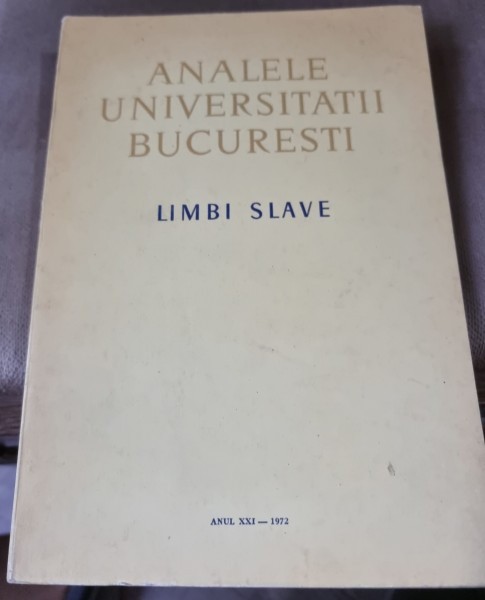 ANALELE
UNIVERSITATII
BUCURESTI
LIMBI SLAVE
ANUL XXI — 1972